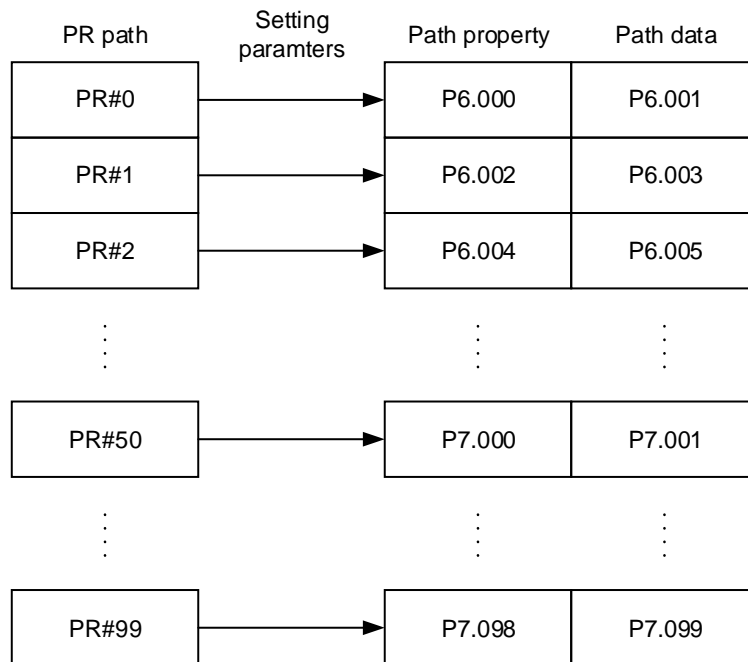 PR path
Setting
paramters
Path property
Path data
PR#0
P6.000
P6.001
PR#1
P6.002
P6.003
PR#2
P6.004
P6.005
PR#50
P7.000
P7.001
PR#99
P7.098
P7.099